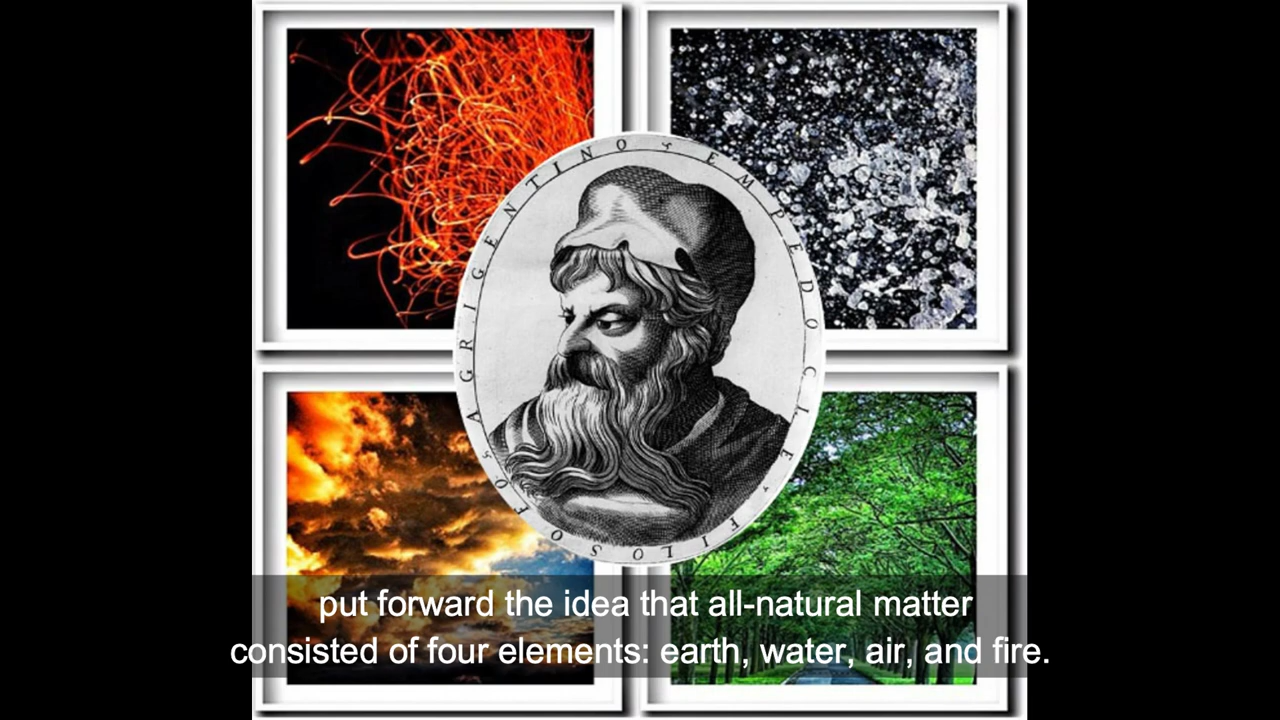 EMPEDOCLE FILOSOFO AGRIGENTINO
put forward the idea that all-natural matter
consisted of four elements: earth, water, air, and fire.